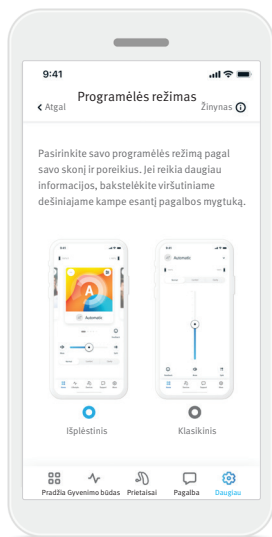 9:41
Programėlės režimas
Atgal
Žinynas
Pasirinkite savo programėlės režimą pagal
savo skonį ir poreikius. Jei reikia daugiau
informacijos, bakstelėkite viršutiniame
dešiniajame kampe esantį pagalbos mygtuką.
Automatic
A
Automatic
Išplėstinis
Klasikinis
Pradžia Gyvenimo būdas Prietaisai Pagalba Daugiau